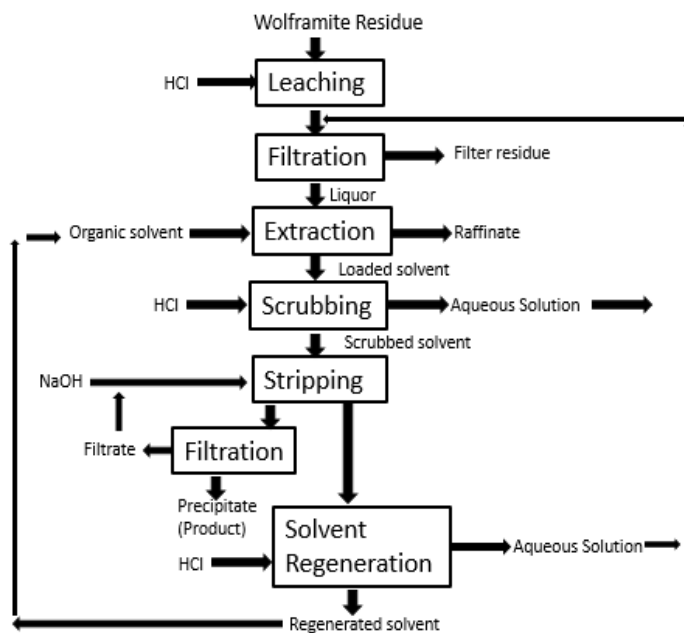 Wolframite Residue
HCl
Leaching
Filtration
Filter residue
Liquor
Organic solvent
Extraction
Raffinate
Loaded solvent
HCl
Scrubbing
Aqueous Solution
Scrubbed solvent
NaOH
Stripping
Filtrate
Filtration
Precipitate
(Product)
Solvent
Regeneration
HCl
Aqueous Solution
Regenerated solvent